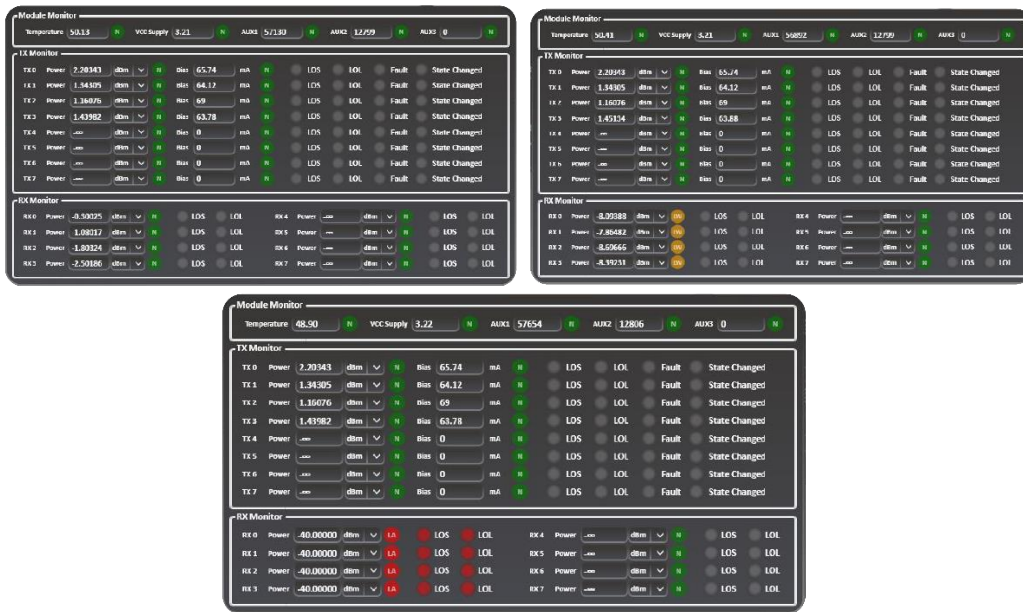 Module Monitor
Temperature 50.13 N VCC Supply 3.21 N AUX1 57130 N AUX2 12799 N AUX3 0 N
TX Monitor
TX 0 Power 2.20343 dBm N Bias 65.74 mA N LOS LOL Fault State Changed
TX 1 Power 1.34305 dBm N Bias 64.12 mA N LOS LOL Fault State Changed
TX 2 Power 1.16076 dBm N Bias 69 mA N LOS LOL Fault State Changed
TX 3 Power 1.43982 dBm N Bias 63.78 mA N LOS LOL Fault State Changed
TX 4 Power -∞ dBm N Bias 0 mA N LOS LOL Fault State Changed
TX 5 Power -∞ dBm N Bias 0 mA N LOS LOL Fault State Changed
TX 6 Power -∞ dBm N Bias 0 mA N LOS LOL Fault State Changed
TX 7 Power -∞ dBm N Bias 0 mA N LOS LOL Fault State Changed
RX Monitor
RX 0 Power -0.50025 dBm N LOS LOL RX 4 Power -∞ dBm N LOS LOL
RX 1 Power -1.08017 dBm N LOS LOL RX 5 Power -∞ dBm N LOS LOL
RX 2 Power -1.80324 dBm N LOS LOL RX 6 Power -∞ dBm N LOS LOL
RX 3 Power -2.50186 dBm N LOS LOL RX 7 Power -∞ dBm N LOS LOL
Module Monitor
Temperature 50.41 N VCC Supply 3.21 N AUX1 56892 N AUX2 12799 N AUX3 0 N
TX Monitor
TX 0 Power 2.20343 dBm N Bias 65.74 mA N LOS LOL Fault State Changed
TX 1 Power 1.34305 dBm N Bias 64.12 mA N LOS LOL Fault State Changed
TX 2 Power 1.16076 dBm N Bias 69 mA N LOS LOL Fault State Changed
TX 3 Power 1.45134 dBm N Bias 63.88 mA N LOS LOL Fault State Changed
TX 4 Power -∞ dBm N Bias 0 mA N LOS LOL Fault State Changed
TX 5 Power -∞ dBm N Bias 0 mA N LOS LOL Fault State Changed
TX 6 Power -∞ dBm N Bias 0 mA N LOS LOL Fault State Changed
TX 7 Power -∞ dBm N Bias 0 mA N LOS LOL Fault State Changed
RX Monitor
RX 0 Power -8.09388 dBm LOS LOL RX 4 Power -∞ dBm N LOS LOL
RX 1 Power -7.86482 dBm LOS LOL RX 5 Power -∞ dBm N LOS LOL
RX 2 Power -8.69666 dBm LOS LOL RX 6 Power -∞ dBm N LOS LOL
RX 3 Power -8.39231 dBm LOS LOL RX 7 Power -∞ dBm N LOS LOL
Module Monitor
Temperature 48.90 N VCC Supply 3.22 N AUX1 57654 N AUX2 12806 N AUX3 0 N
TX Monitor
TX 0 Power 2.20343 dBm N Bias 65.74 mA N LOS LOL Fault State Changed
TX 1 Power 1.34305 dBm N Bias 64.12 mA N LOS LOL Fault State Changed
TX 2 Power 1.16076 dBm N Bias 69 mA N LOS LOL Fault State Changed
TX 3 Power 1.43982 dBm N Bias 63.78 mA N LOS LOL Fault State Changed
TX 4 Power -∞ dBm N Bias 0 mA N LOS LOL Fault State Changed
TX 5 Power -∞ dBm N Bias 0 mA N LOS LOL Fault State Changed
TX 6 Power -∞ dBm N Bias 0 mA N LOS LOL Fault State Changed
TX 7 Power -∞ dBm N Bias 0 mA N LOS LOL Fault State Changed
RX Monitor
RX 0 Power -40.00000 dBm LA LOS LOL RX 4 Power -∞ dBm N LOS LOL
RX 1 Power -40.00000 dBm LA LOS LOL RX 5 Power -∞ dBm N LOS LOL
RX 2 Power -40.00000 dBm LA LOS LOL RX 6 Power -∞ dBm N LOS LOL
RX 3 Power -40.00000 dBm LA LOS LOL RX 7 Power -∞ dBm N LOS LOL